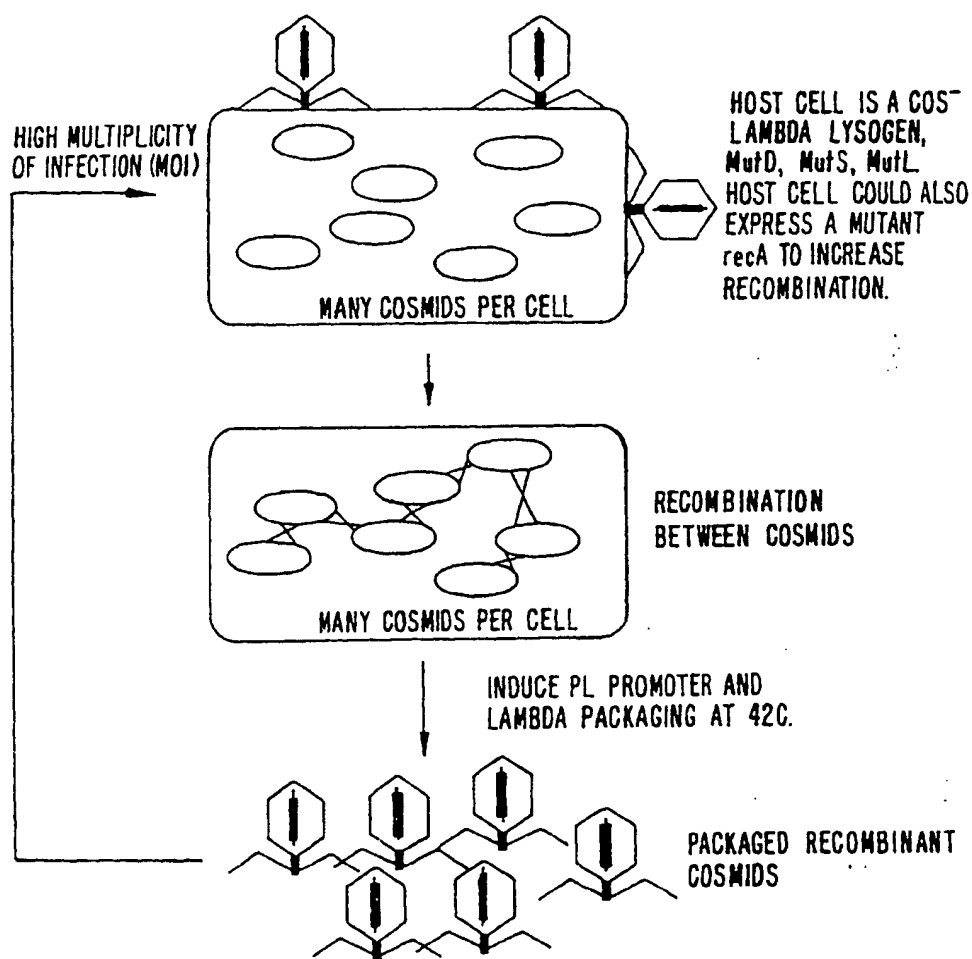 HIGH MULTIPLICITY
OF INFECTION (MOI)
HOST CELL IS A COS⁻
LAMBDA LYSOGEN,
MutD, MutS, MutL.
HOST CELL COULD ALSO
EXPRESS A MUTANT
recA TO INCREASE
RECOMBINATION.
MANY COSMIDS PER CELL
RECOMBINATION
BETWEEN COSMIDS
MANY COSMIDS PER CELL
INDUCE PL PROMOTER AND
LAMBDA PACKAGING AT 42C.
PACKAGED RECOMBINANT
COSMIDS